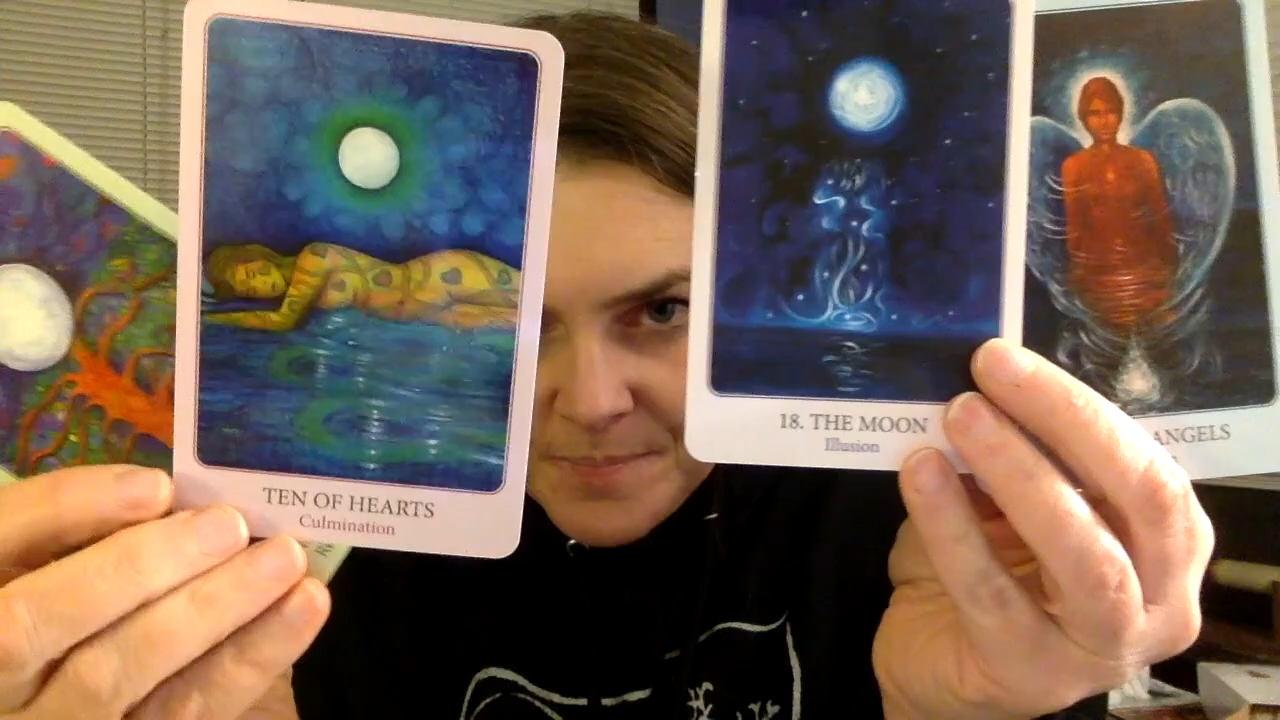 TEN OF HEARTS
Culmination
18. THE MOON
Illusion
ANGELS